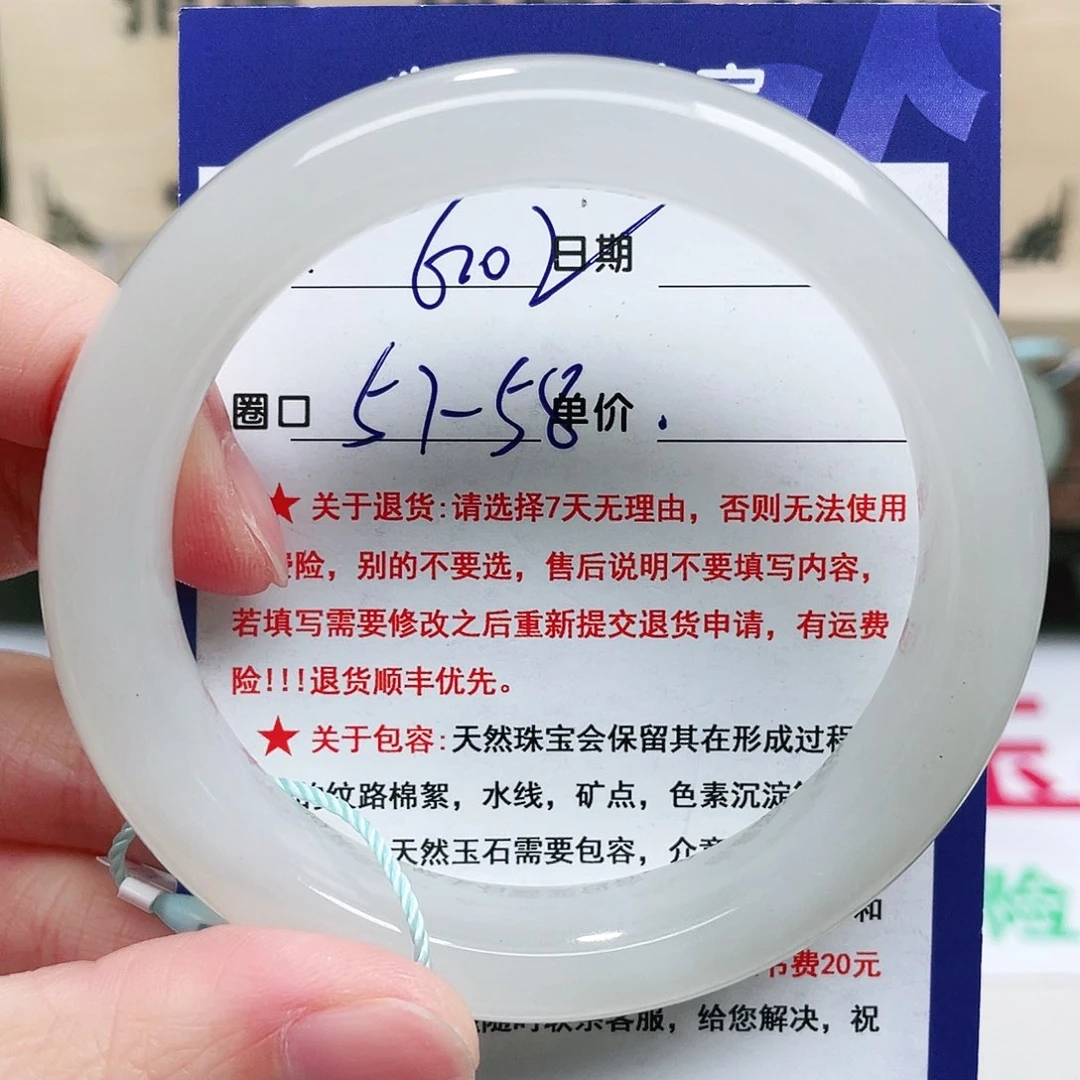 日期
圈口 57-58 单价 .
★ 关于退货:请选择7天无理由，否则无法使用
险，别的不要选，售后说明不要填写内容，
若填写需要修改之后重新提交退货申请，有运费
险!!!退货顺丰优先。
★ 关于包容:天然珠宝会保留其在形成过程
纹路棉絮，水线，矿点，色素沉淀
天然玉石需要包容，介意
和
费20元
客服，给您解决，祝
险